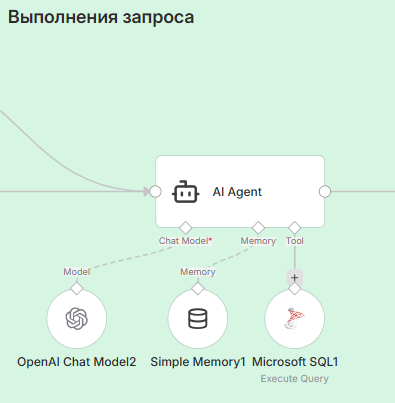 Выполнения запроса
AI Agent
Chat Model*
Memory
Tool
Model
Memory
+
OpenAI Chat Model2
Simple Memory1
Microsoft SQL1
Execute Query